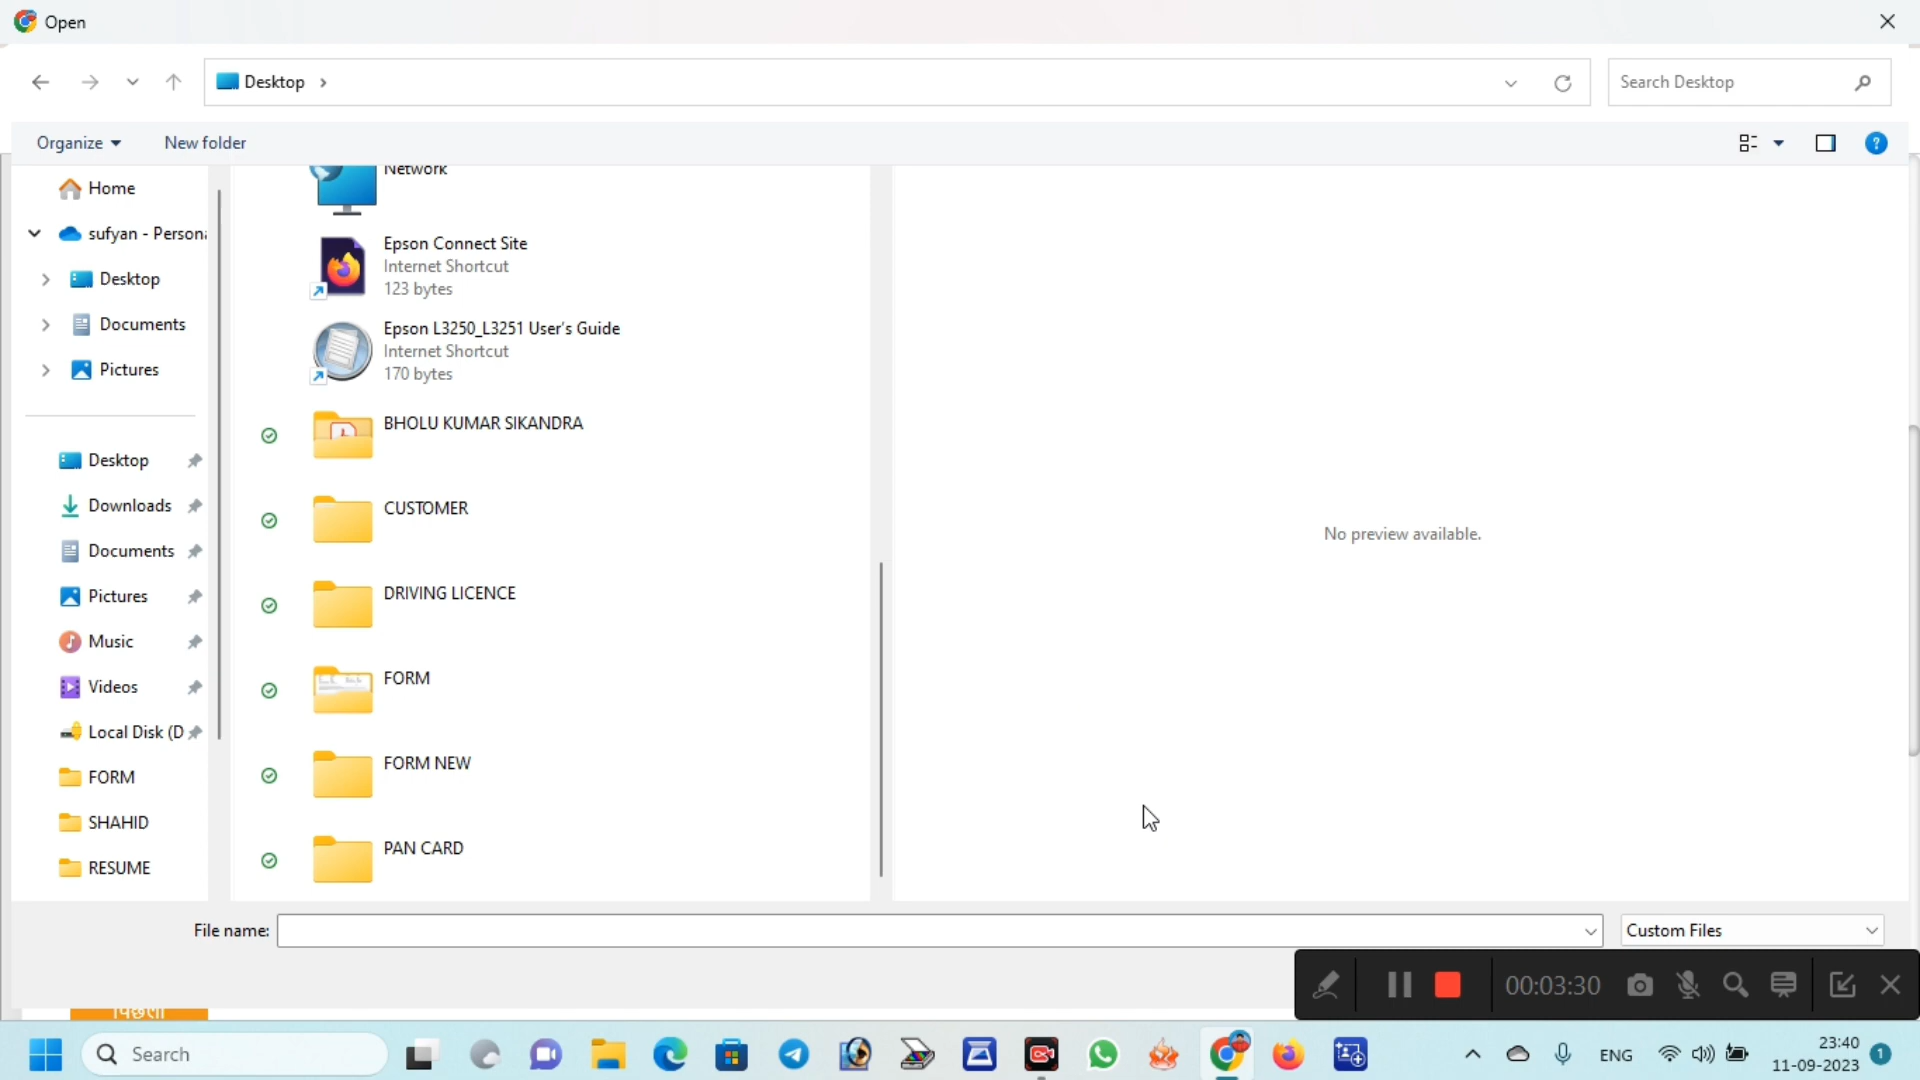 Open
Desktop
Search Desktop
Organize
New folder
Home
sufyan - Persona
Desktop
Documents
Pictures
Desktop
Downloads
Documents
Pictures
Music
Videos
Local Disk (D
FORM
SHAHID
RESUME
Network
Epson Connect Site
Internet Shortcut
123 bytes
Epson L3250_L3251 User's Guide
Internet Shortcut
170 bytes
BHOLU KUMAR SIKANDRA
CUSTOMER
DRIVING LICENCE
FORM
FORM NEW
PAN CARD
No preview available.
File name:
Custom Files
00:03:30
Search
ENG
23:40
11-09-2023
1